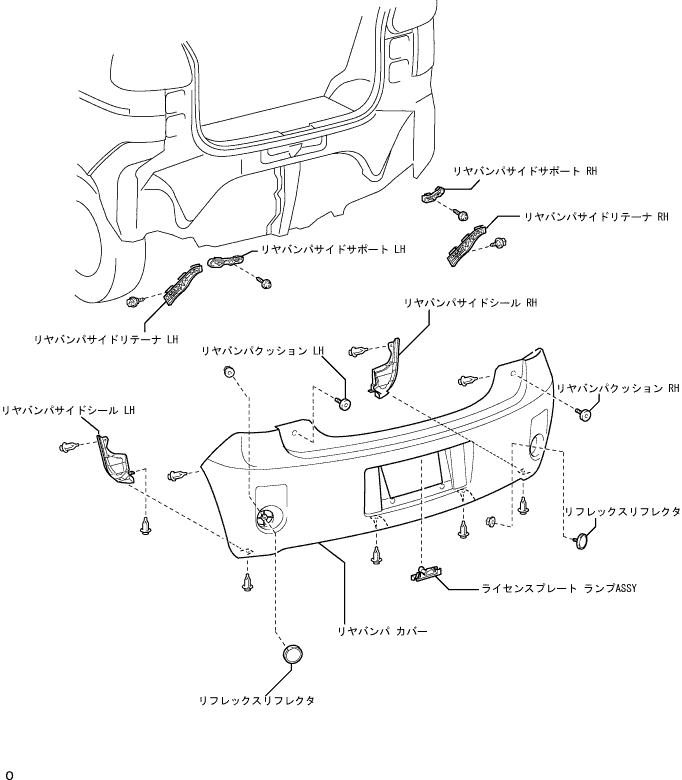 リヤバンパサイドサポート RH
リヤバンパサイドリテーナ RH
リヤバンパサイドサポート LH
リヤバンパサイドシール RH
リヤバンパサイドリテーナ LH
リヤバンパクッション LH
リヤバンパクッション RH
リヤバンパサイドシール LH
リフレックスリフレクタ
ライセンスプレート ランプASSY
リヤバンパ カバー
リフレックスリフレクタ
O